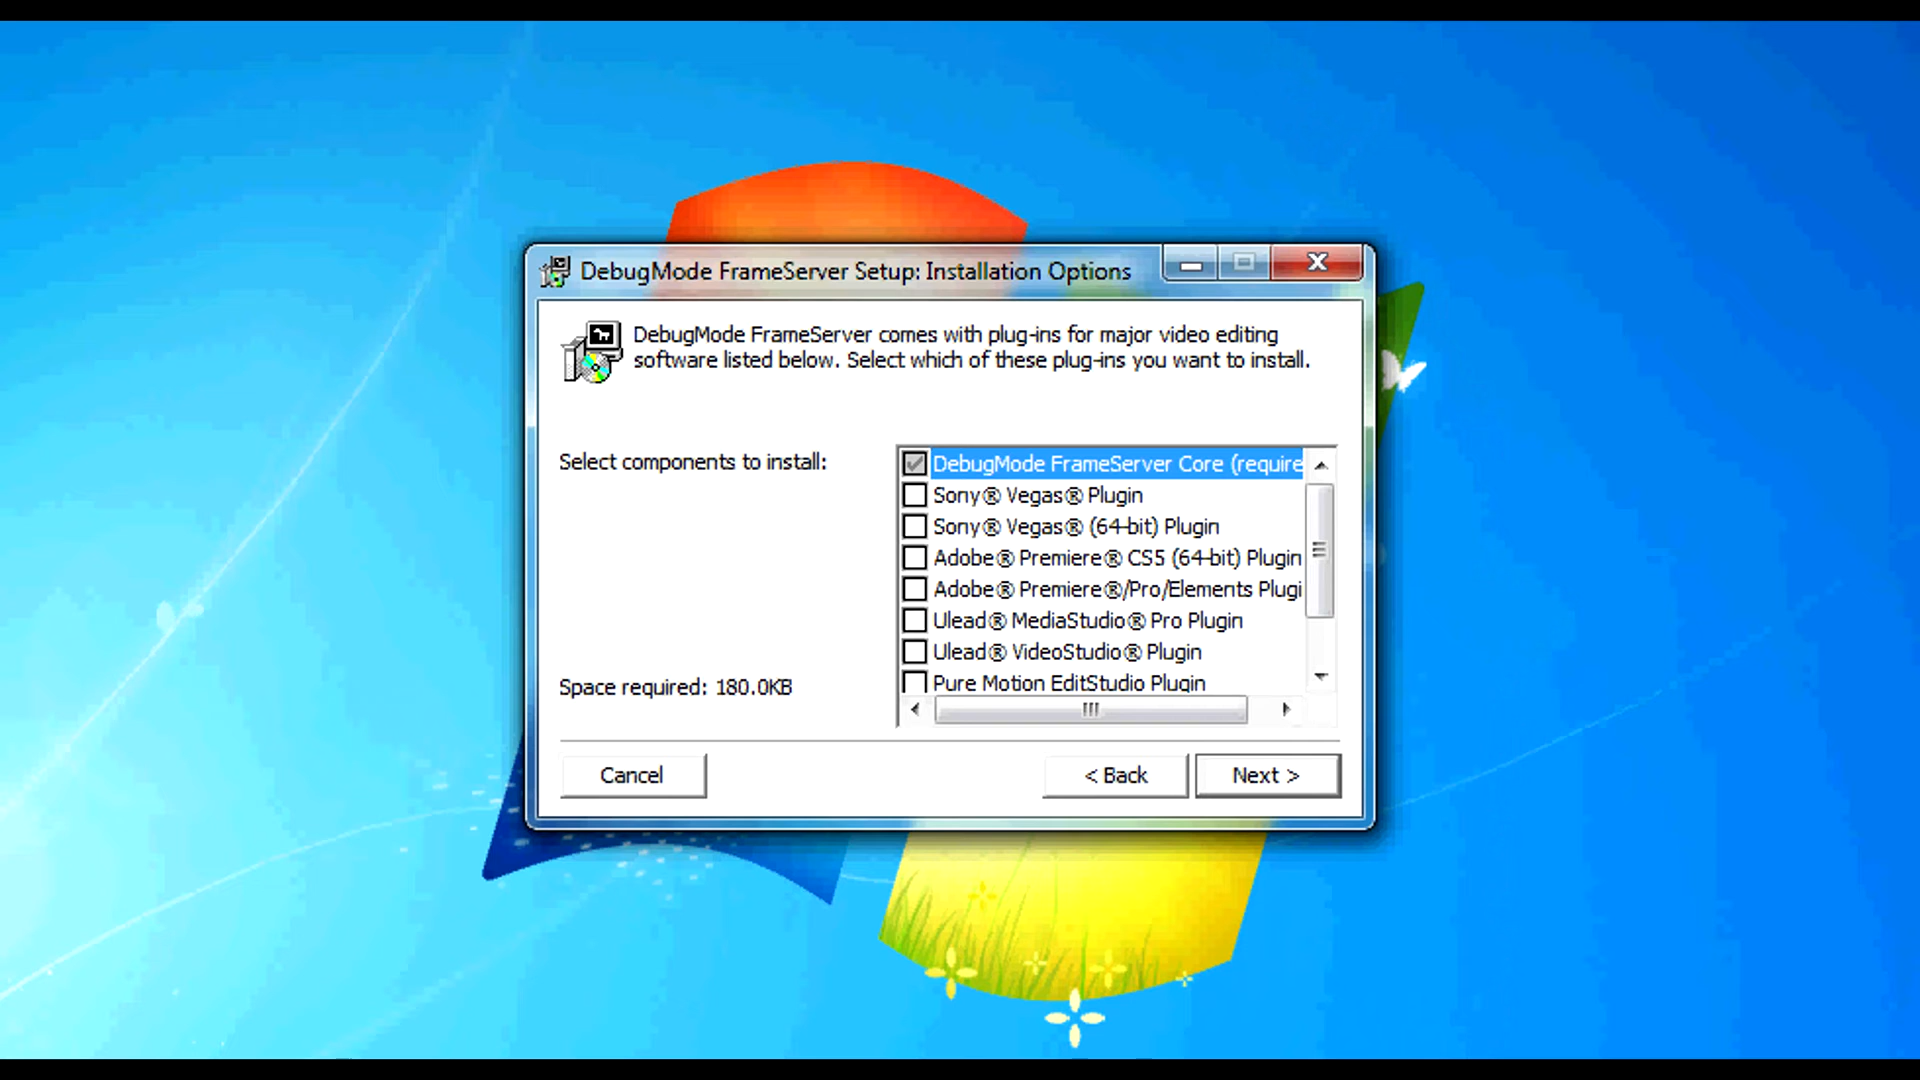 DebugMode FrameServer Setup: Installation Options
DebugMode FrameServer comes with plug-ins for major video editing
software listed below. Select which of these plug-ins you want to install.
Select components to install:
DebugMode FrameServer Core (require
Sony® Vegas® Plugin
Sony® Vegas® (64-bit) Plugin
Adobe® Premiere® CS5 (64-bit) Plugin
Adobe® Premiere®/Pro/Elements Plugi
Ulead® MediaStudio® Pro Plugin
Ulead® VideoStudio® Plugin
Pure Motion EditStudio Plugin
Space required: 180.0KB
Cancel
< Back
Next >